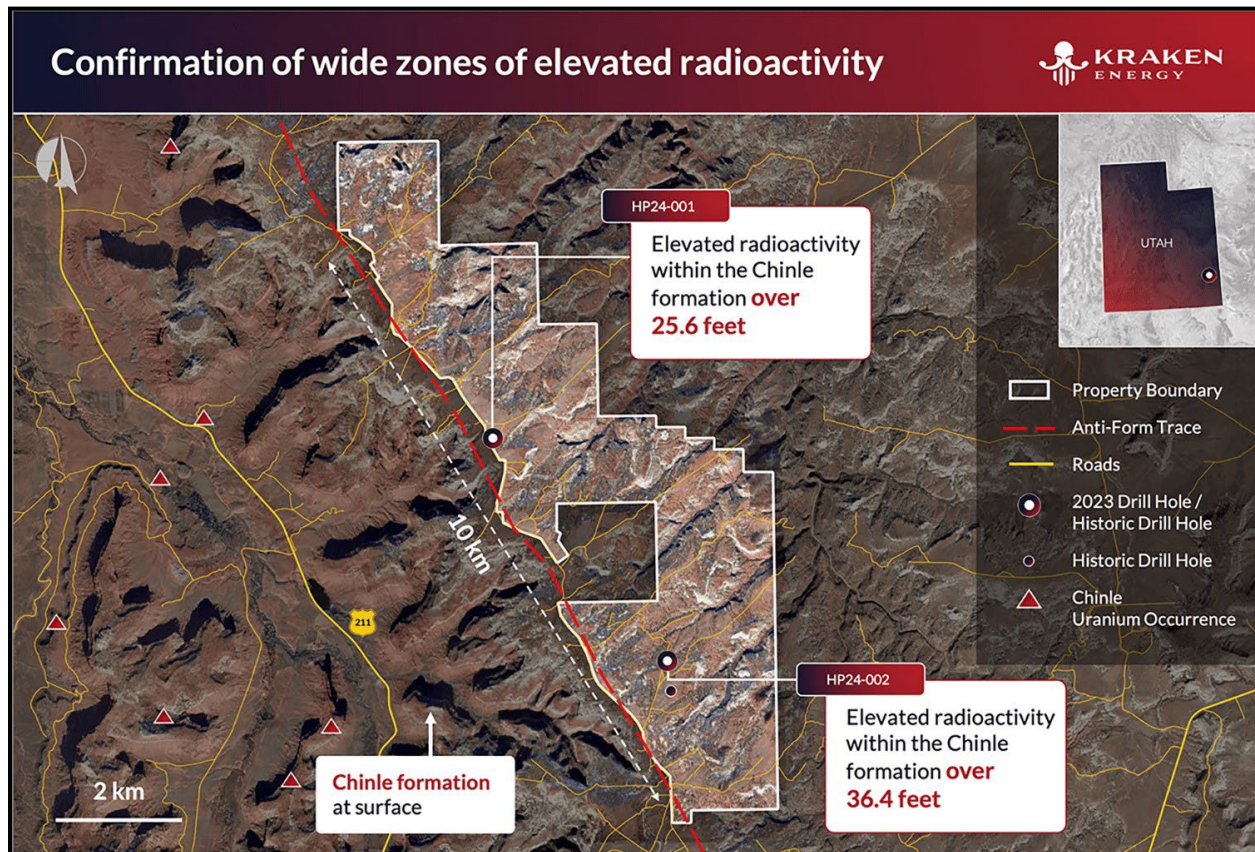 Confirmation of wide zones of elevated radioactivity
KRAKEN
ENERGY
HP24-001
Elevated radioactivity
within the Chinle
formation over
25.6 feet
UTAH
Property Boundary
Anti-Form Trace
Roads
2023 Drill Hole /
Historic Drill Hole
Historic Drill Hole
Chinle
Uranium Occurrence
10 km
211
HP24-002
Elevated radioactivity
within the Chinle
formation over
36.4 feet
Chinle formation
at surface
2 km